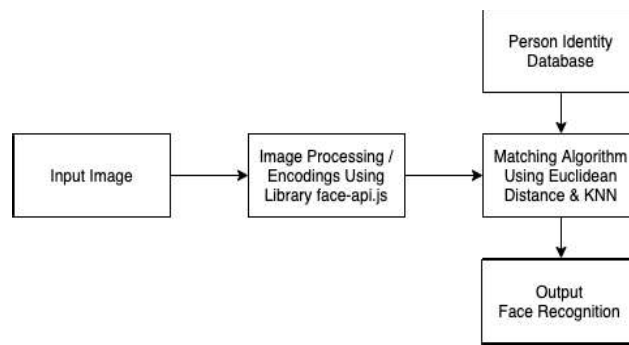 Person Identity
Database
Input Image
Image Processing /
Encodings Using
Library face-api.js
Matching Algorithm
Using Euclidean
Distance & KNN
Output
Face Recognition